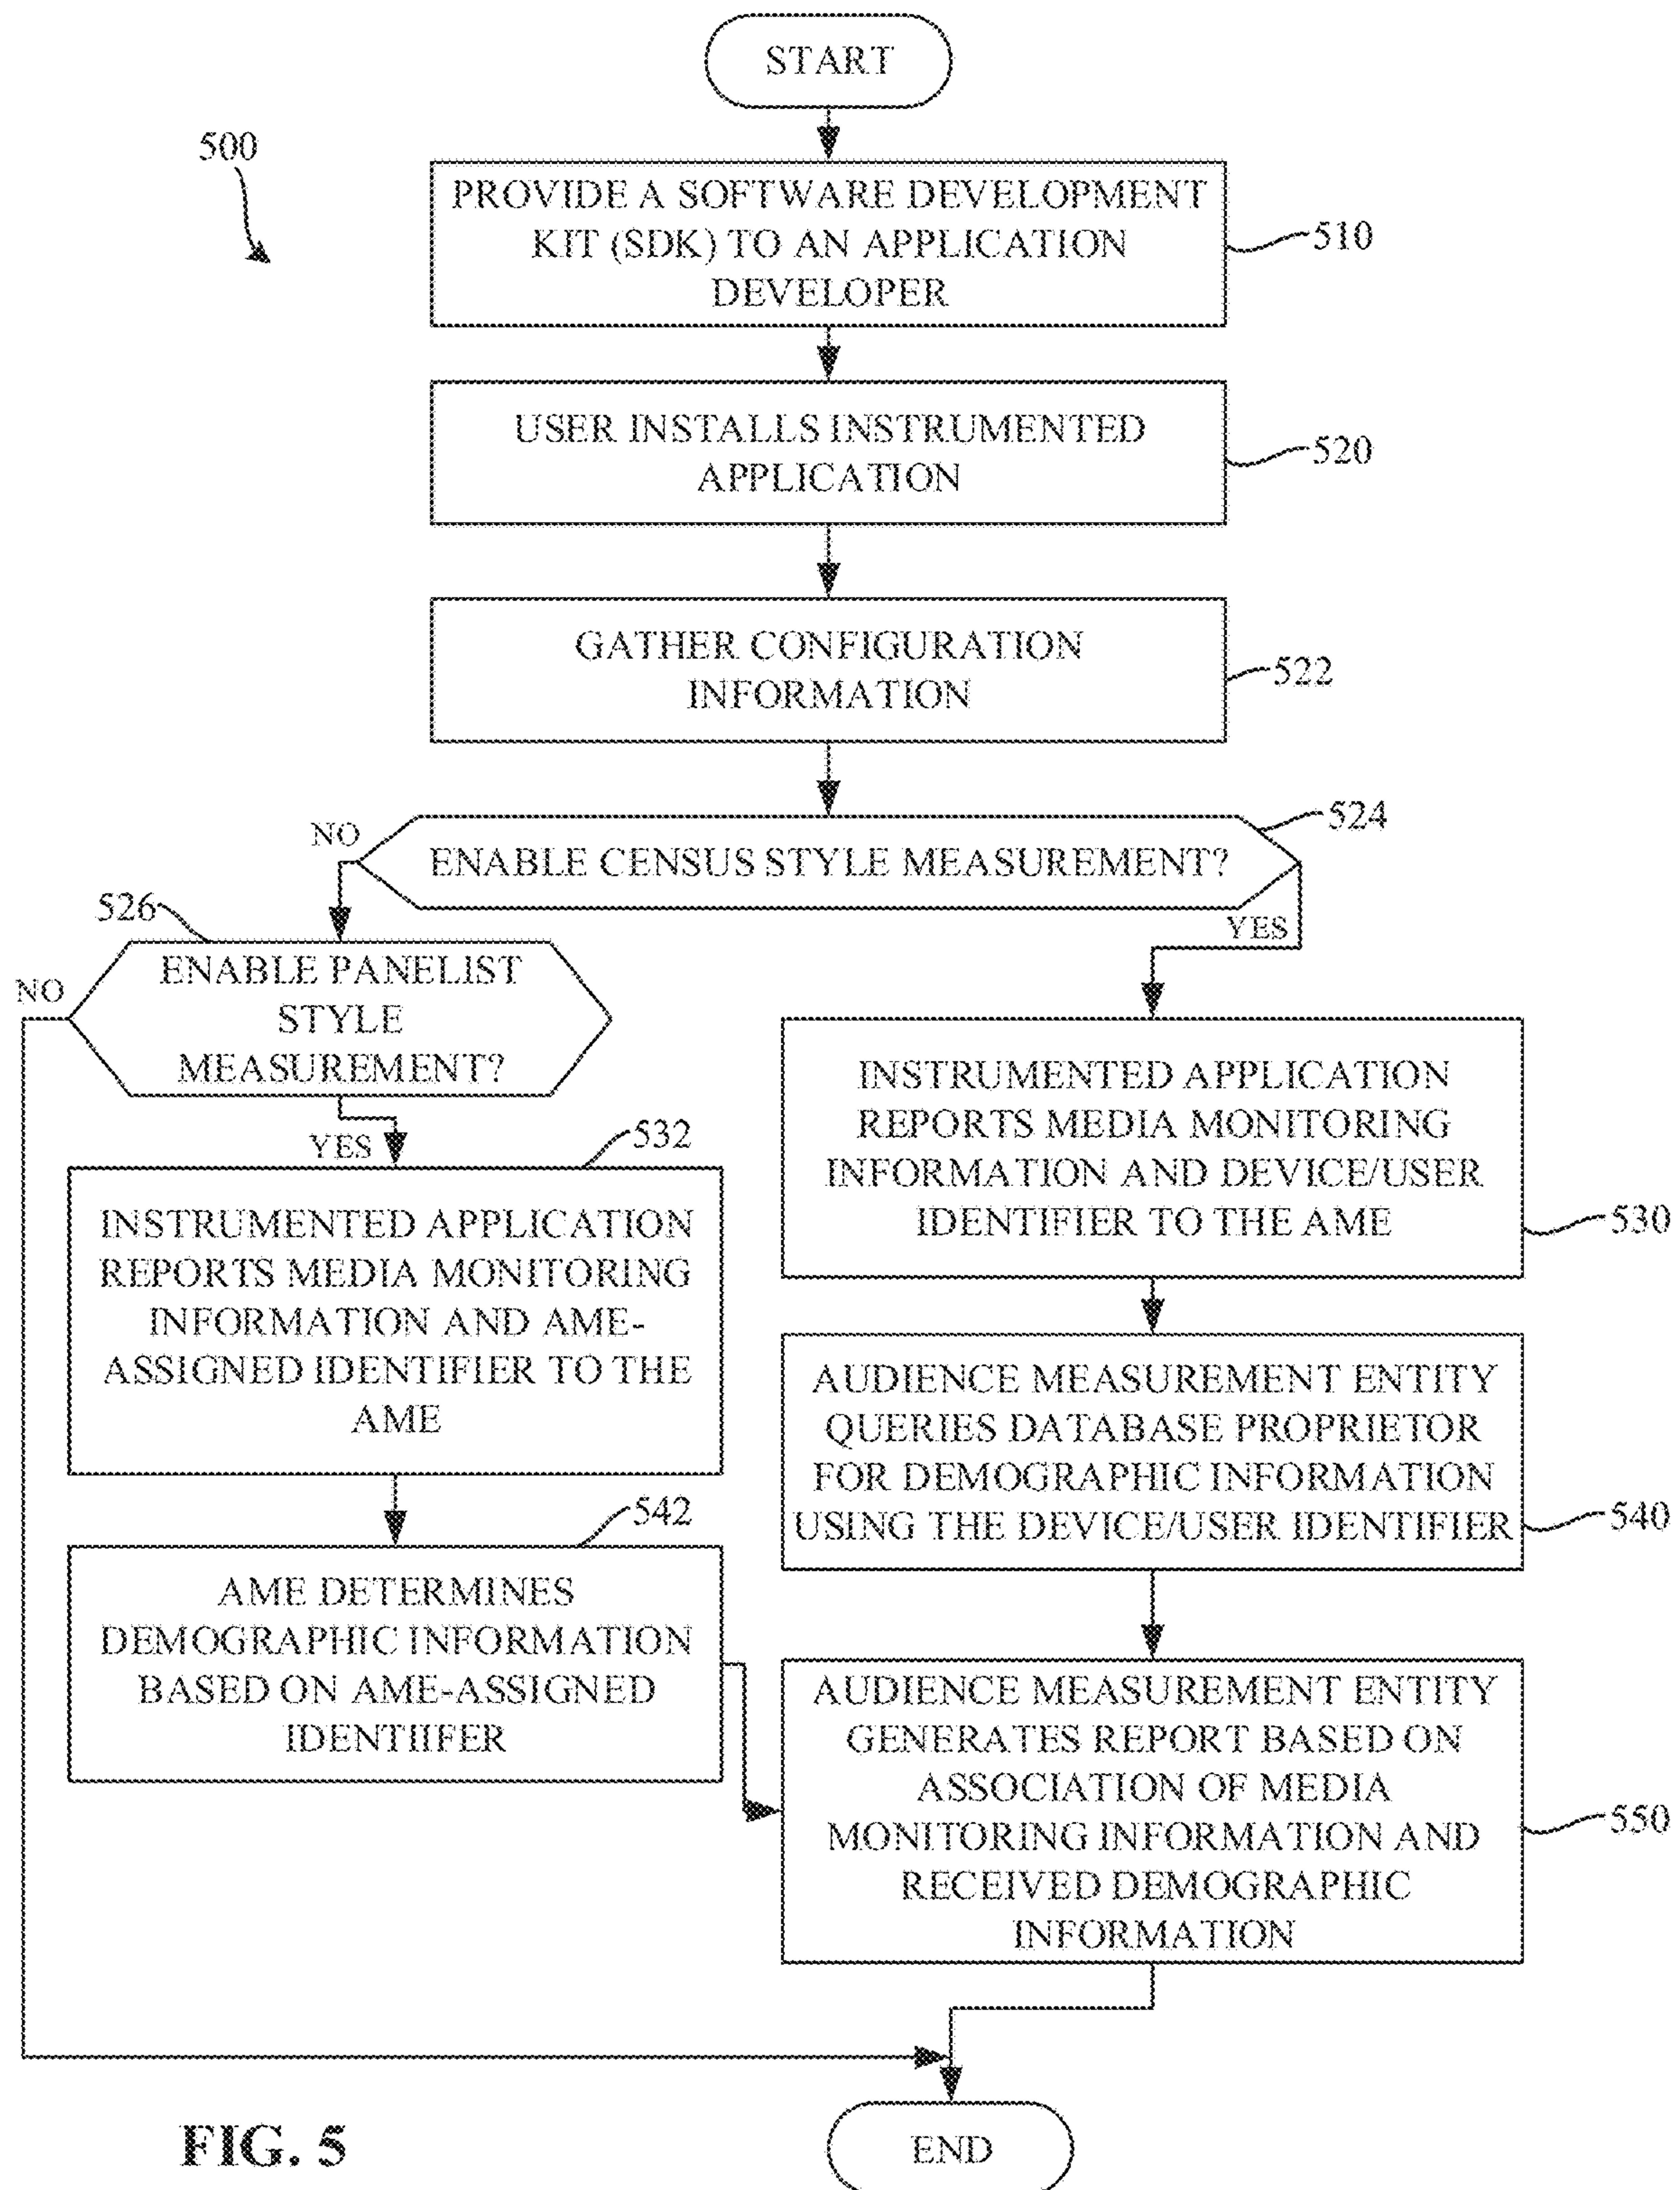 START
500
PROVIDE A SOFTWARE DEVELOPMENT
KIT (SDK) TO AN APPLICATION
DEVELOPER
510
USER INSTALLS INSTRUMENTED
APPLICATION
520
GATHER CONFIGURATION
INFORMATION
522
ENABLE CENSUS STYLE MEASUREMENT?
524
NO
YES
526
ENABLE PANELIST
STYLE
MEASUREMENT?
NO
YES
532
INSTRUMENTED APPLICATION
REPORTS MEDIA MONITORING
INFORMATION AND AME-
ASSIGNED IDENTIFIER TO THE
AME
542
AME DETERMINES
DEMOGRAPHIC INFORMATION
BASED ON AME-ASSIGNED
IDENTIIFER
INSTRUMENTED APPLICATION
REPORTS MEDIA MONITORING
INFORMATION AND DEVICE/USER
IDENTIFIER TO THE AME
530
AUDIENCE MEASUREMENT ENTITY
QUERIES DATABASE PROPRIETOR
FOR DEMOGRAPHIC INFORMATION
USING THE DEVICE/USER IDENTIFIER
540
AUDIENCE MEASUREMENT ENTITY
GENERATES REPORT BASED ON
ASSOCIATION OF MEDIA
MONITORING INFORMATION AND
RECEIVED DEMOGRAPHIC
INFORMATION
550
END
FIG. 5